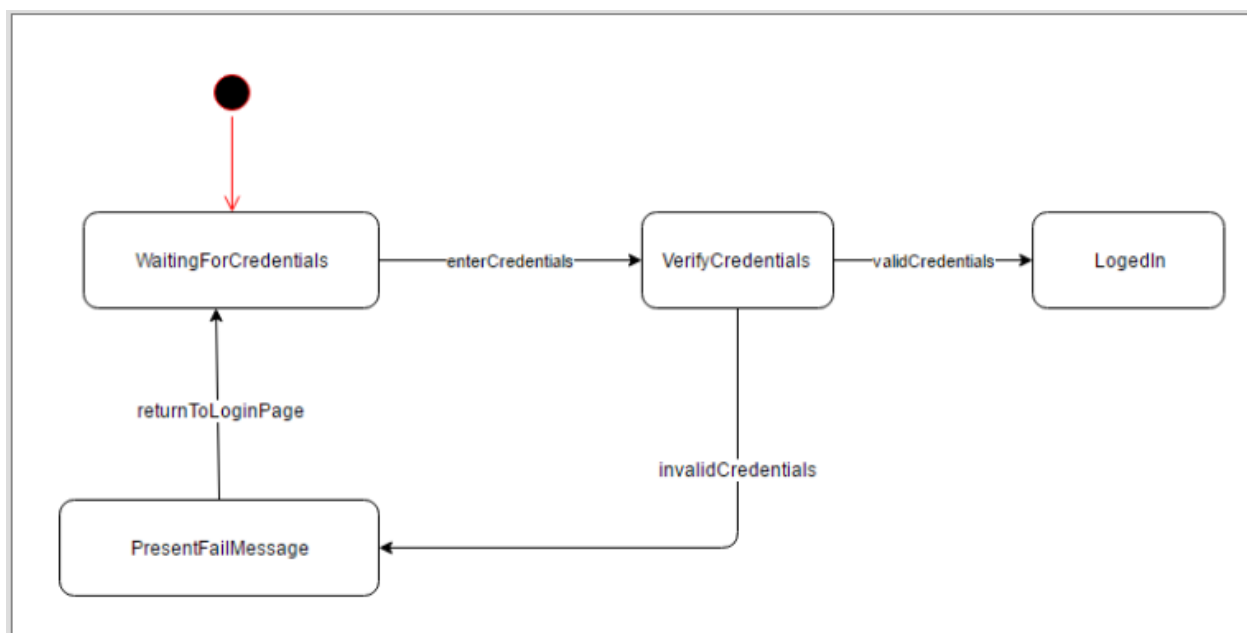 WaitingForCredentials
enterCredentials
VerifyCredentials
validCredentials
LogedIn
returnToLoginPage
invalidCredentials
PresentFailMessage